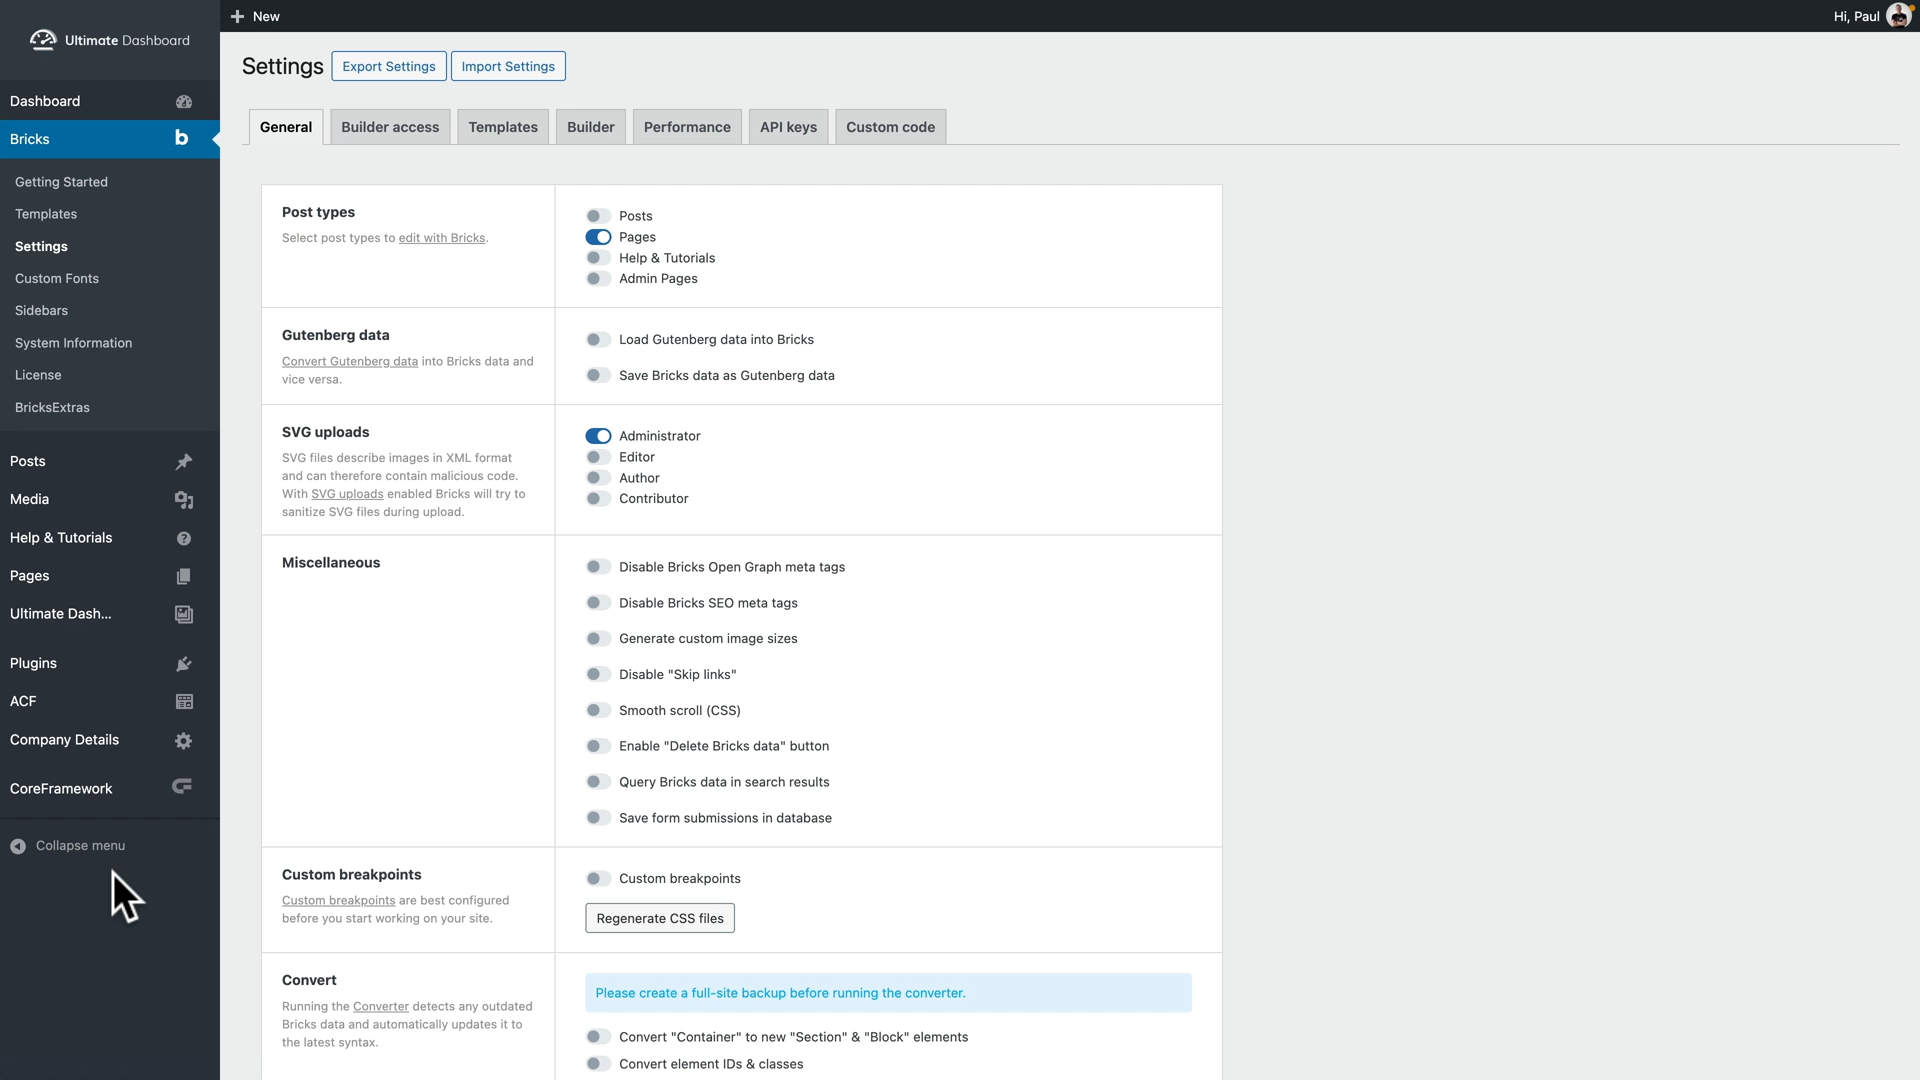 New
Hi, Paul
Ultimate Dashboard
Dashboard
Bricks
b
Getting Started
Templates
Settings
Custom Fonts
Sidebars
System Information
License
BricksExtras
Posts
Media
Help & Tutorials
Pages
Ultimate Dash...
Plugins
ACF
Company Details
CoreFramework
Collapse menu
Settings
Export Settings
Import Settings
General
Builder access
Templates
Builder
Performance
API keys
Custom code
Post types
Select post types to edit with Bricks.
Posts
Pages
Help & Tutorials
Admin Pages
Gutenberg data
Convert Gutenberg data into Bricks data and
vice versa.
Load Gutenberg data into Bricks
Save Bricks data as Gutenberg data
SVG uploads
SVG files describe images in XML format
and can therefore contain malicious code.
With SVG uploads enabled Bricks will try to
sanitize SVG files during upload.
Administrator
Editor
Author
Contributor
Miscellaneous
Disable Bricks Open Graph meta tags
Disable Bricks SEO meta tags
Generate custom image sizes
Disable "Skip links"
Smooth scroll (CSS)
Enable "Delete Bricks data" button
Query Bricks data in search results
Save form submissions in database
Custom breakpoints
Custom breakpoints are best configured
before you start working on your site.
Custom breakpoints
Regenerate CSS files
Convert
Running the Converter detects any outdated
Bricks data and automatically updates it to
the latest syntax.
Please create a full-site backup before running the converter.
Convert "Container" to new "Section" & "Block" elements
Convert element IDs & classes